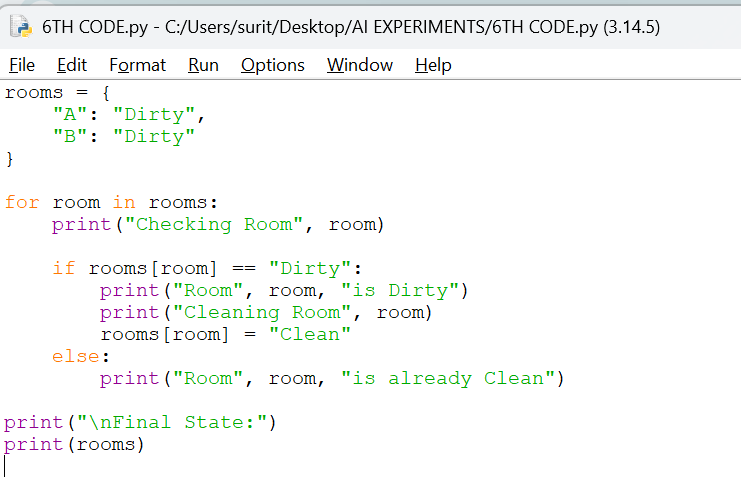 6TH CODE.py - C:/Users/surit/Desktop/AI EXPERIMENTS/6TH CODE.py (3.14.5)
File Edit Format Run Options Window Help
rooms = {
    "A": "Dirty",
    "B": "Dirty"
}

for room in rooms:
    print("Checking Room", room)

    if rooms[room] == "Dirty":
        print("Room", room, "is Dirty")
        print("Cleaning Room", room)
        rooms[room] = "Clean"
    else:
        print("Room", room, "is already Clean")

print("\nFinal State:")
print(rooms)